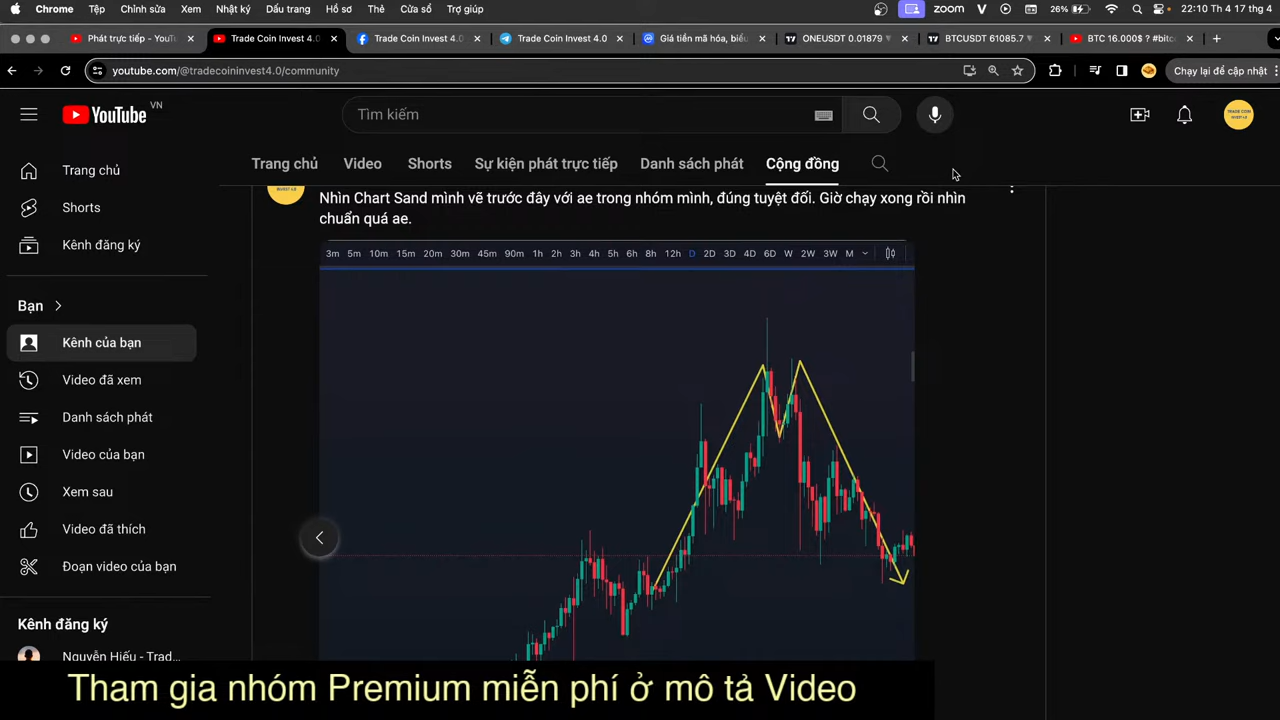 Chrome Tệp Chỉnh sửa Xem Nhật ký Dấu trang Hồ sơ Thẻ Cửa sổ Trợ giúp zoom 26% 22:10 Th 4 17 thg 4
Phát trực tiếp - YouTu Trade Coin Invest 4.0 Trade Coin Invest 4.0 Trade Coin Invest 4.0 Giá tiền mã hóa, biểu ONEUSDT 0.01879 BTCUSDT 61085.7 BTC 16.000$ ? #bitco
youtube.com/@tradecoininvest4.0/community Chạy lại để cập nhật
YouTube VN Tìm kiếm
Trang chủ Video Shorts Sự kiện phát trực tiếp Danh sách phát Cộng đồng
Trang chủ
Shorts
Kênh đăng ký
Bạn
Kênh của bạn
Video đã xem
Danh sách phát
Video của bạn
Xem sau
Video đã thích
Đoạn video của bạn
Kênh đăng ký
Nguyễn Hiếu - Trad...
Nhìn Chart Sand mình vẽ trước đây với ae trong nhóm mình, đúng tuyệt đối. Giờ chạy xong rồi nhìn
chuẩn quá ae.
3m 5m 10m 15m 20m 30m 45m 90m 1h 2h 3h 4h 5h 6h 8h 12h D 2D 3D 4D 6D W 2W 3W M
Tham gia nhóm Premium miễn phí ở mô tả Video